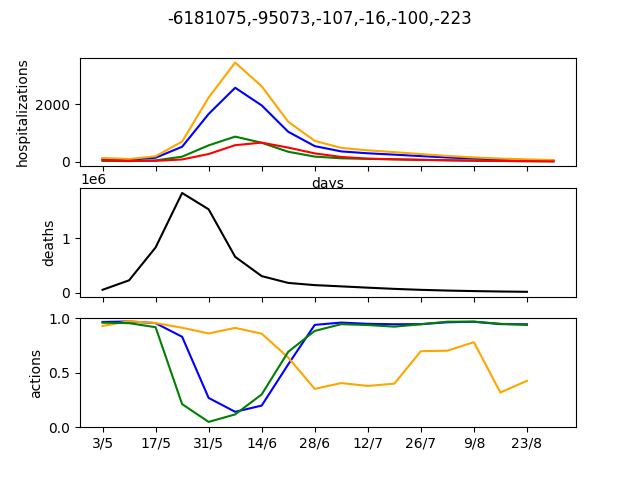 -6181075,-95073,-107,-16,-100,-223
hospitalizations
2000
0
days
1e6
deaths
1
0
actions
1.0
0.5
0.0
3/5 17/5 31/5 14/6 28/6 12/7 26/7 9/8 23/8